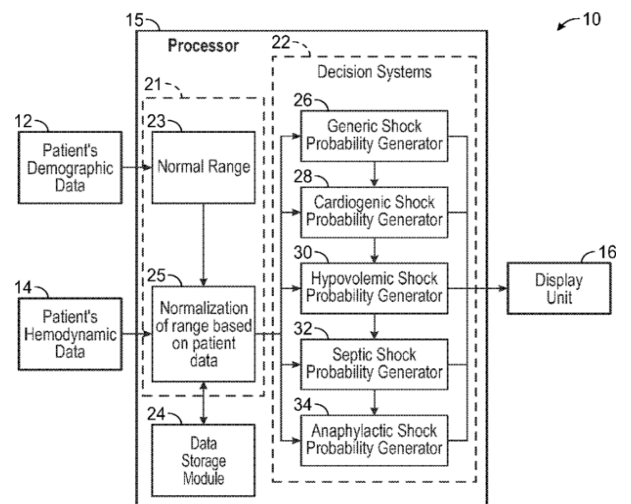 10
15
Processor
22
Decision Systems
21
12
Patient's
Demographic
Data
23
Normal Range
26
Generic Shock
Probability Generator
28
Cardiogenic Shock
Probability Generator
14
Patient's
Hemodynamic
Data
25
Normalization
of range based
on patient
data
30
Hypovolemic Shock
Probability Generator
16
Display
Unit
32
Septic Shock
Probability Generator
24
Data
Storage
Module
34
Anaphylactic Shock
Probability Generator